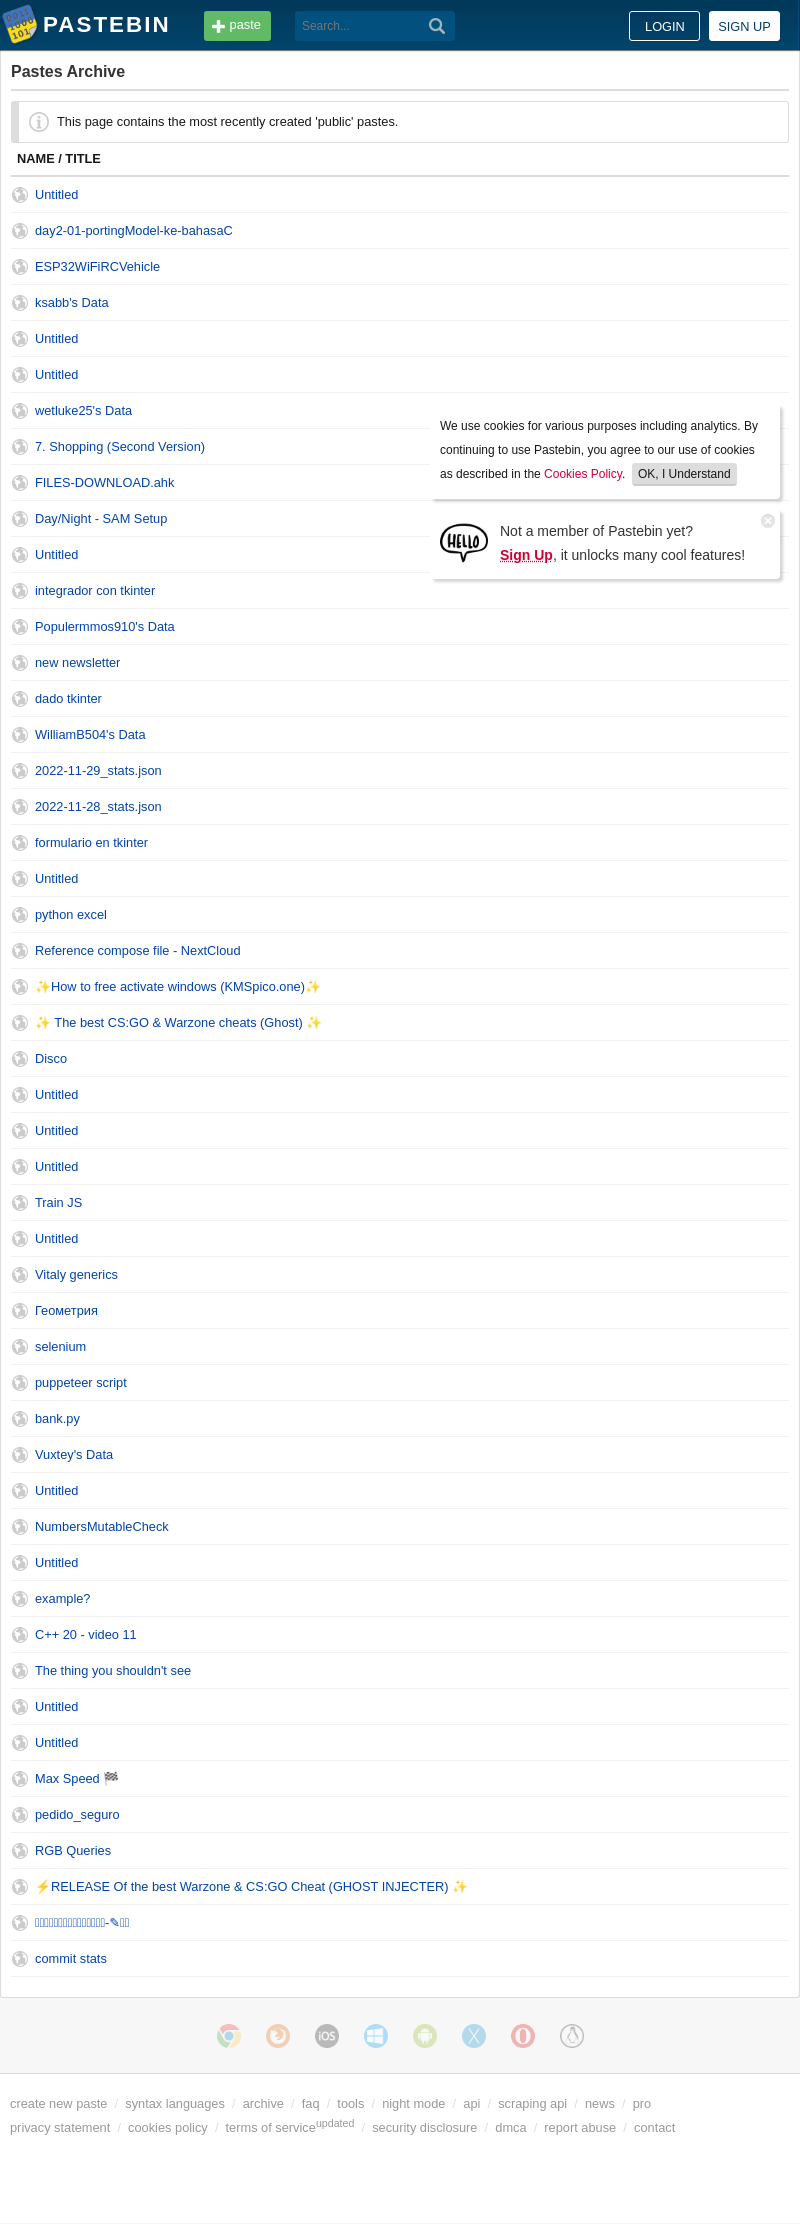 PASTEBIN
paste
Search...
LOGIN
SIGN UP
Pastes Archive
This page contains the most recently created 'public' pastes.
NAME / TITLE
Untitled
day2-01-portingModel-ke-bahasaC
ESP32WiFiRCVehicle
ksabb's Data
Untitled
Untitled
wetluke25's Data
7. Shopping (Second Version)
FILES-DOWNLOAD.ahk
Day/Night - SAM Setup
Untitled
We use cookies for various purposes including analytics. By
continuing to use Pastebin, you agree to our use of cookies
as described in the Cookies Policy. OK, I Understand
HELLO
Not a member of Pastebin yet?
Sign Up, it unlocks many cool features!
integrador con tkinter
Populermmos910's Data
new newsletter
dado tkinter
WilliamB504's Data
2022-11-29_stats.json
2022-11-28_stats.json
formulario en tkinter
Untitled
python excel
Reference compose file - NextCloud
✨How to free activate windows (KMSpico.one)✨
✨ The best CS:GO & Warzone cheats (Ghost) ✨
Disco
Untitled
Untitled
Untitled
Train JS
Untitled
Vitaly generics
Геометрия
selenium
puppeteer script
bank.py
Vuxtey's Data
Untitled
NumbersMutableCheck
Untitled
example?
C++ 20 - video 11
The thing you shouldn't see
Untitled
Untitled
Max Speed 🏁
pedido_seguro
RGB Queries
⚡RELEASE Of the best Warzone & CS:GO Cheat (GHOST INJECTER) ✨
commit stats
iOS
create new paste / syntax languages / archive / faq / tools / night mode / api / scraping api / news / pro
privacy statement / cookies policy / terms of serviceupdated / security disclosure / dmca / report abuse / contact